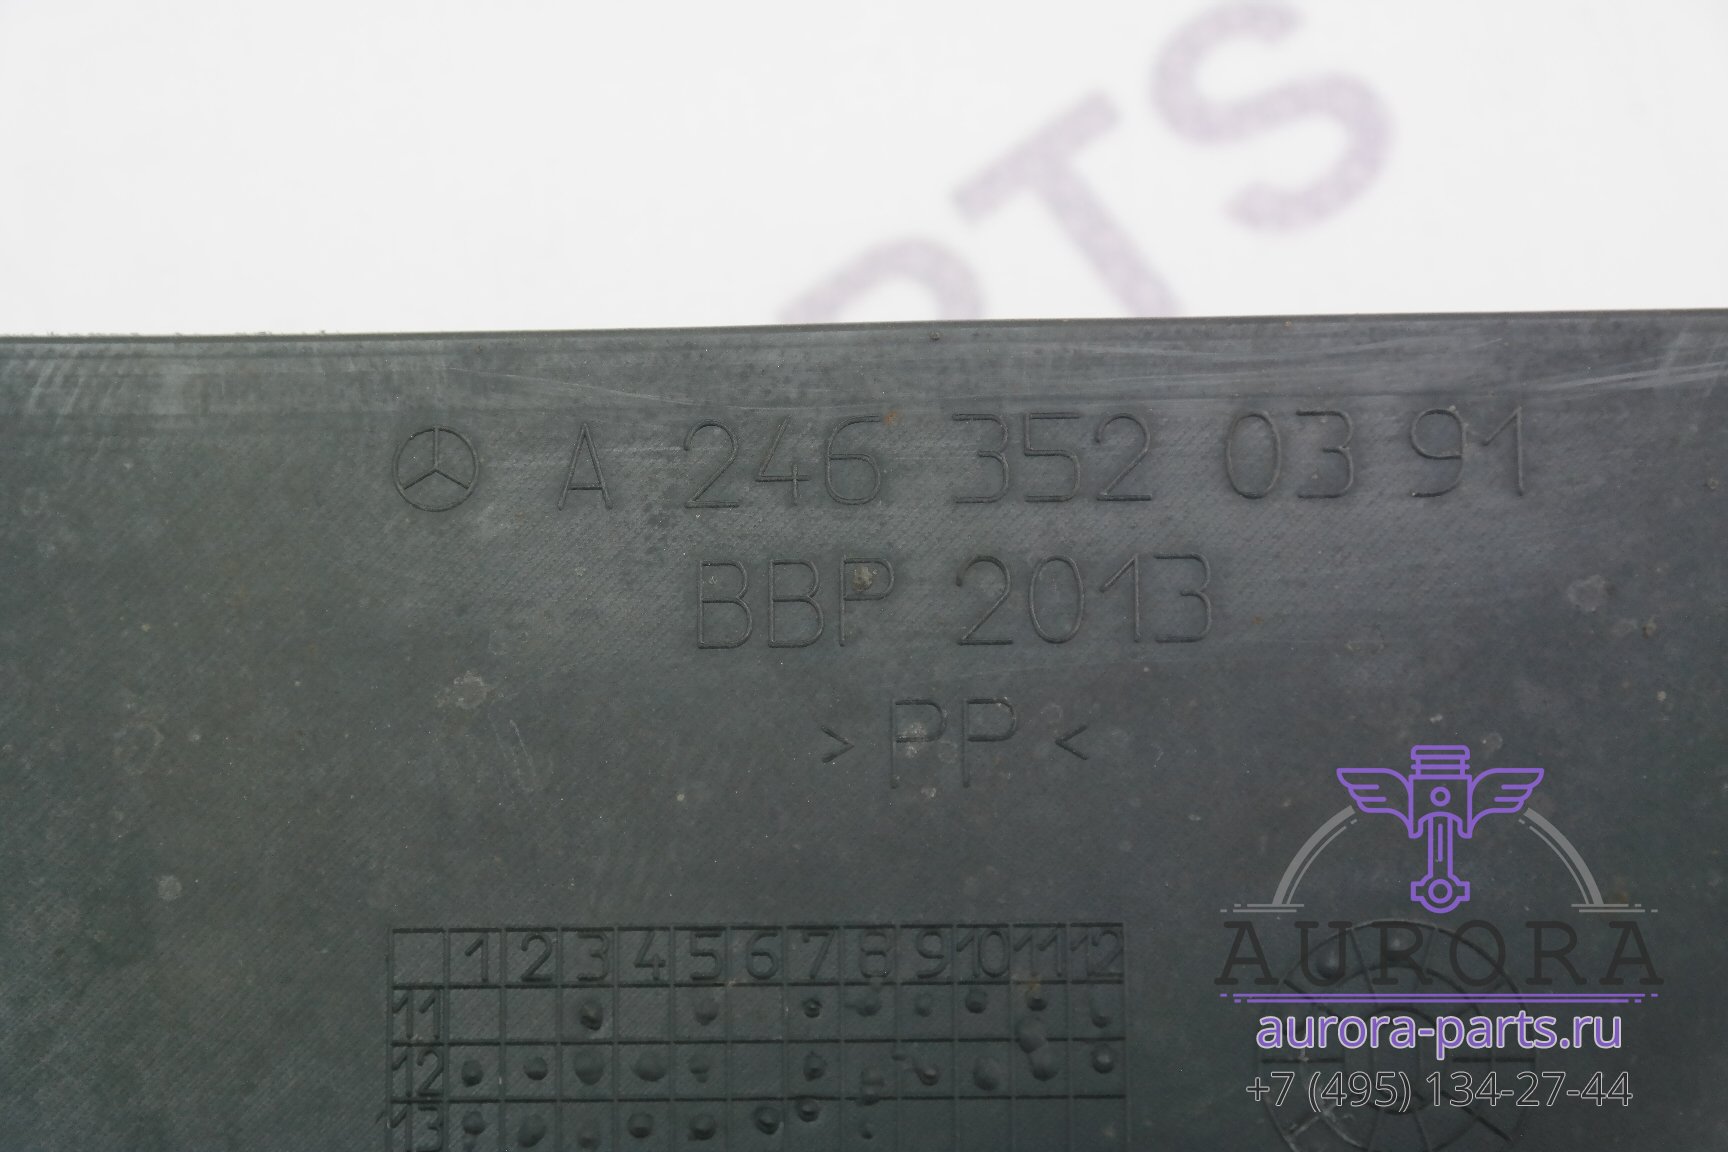 PTS
A 246 352 03 91
BBP 2013
>PP<
1 2 3 4 5 6 7 8 9 10 11 12
11
12
13
AURORA
aurora-parts.ru
+7 (495) 134-27-44